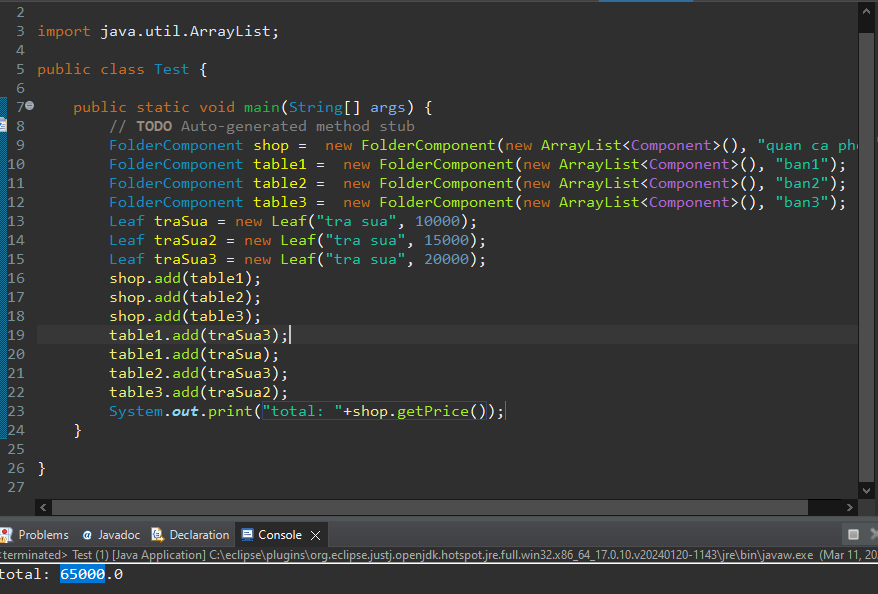 2
3 import java.util.ArrayList;
4
5 public class Test {
6
7 public static void main(String[] args) {
8 // TODO Auto-generated method stub
9 FolderComponent shop =  new FolderComponent(new ArrayList<Component>(), "quan ca ph
10 FolderComponent table1 =  new FolderComponent(new ArrayList<Component>(), "ban1");
11 FolderComponent table2 =  new FolderComponent(new ArrayList<Component>(), "ban2");
12 FolderComponent table3 =  new FolderComponent(new ArrayList<Component>(), "ban3");
13 Leaf traSua = new Leaf("tra sua", 10000);
14 Leaf traSua2 = new Leaf("tra sua", 15000);
15 Leaf traSua3 = new Leaf("tra sua", 20000);
16 shop.add(table1);
17 shop.add(table2);
18 shop.add(table3);
19 table1.add(traSua3);
20 table1.add(traSua);
21 table2.add(traSua3);
22 table3.add(traSua2);
23 System.out.print("total: "+shop.getPrice());
24 }
25
26 }
27
Problems @ Javadoc Declaration Console
<terminated> Test (1) [Java Application] C:\eclipse\plugins\org.eclipse.justj.openjdk.hotspot.jre.full.win32.x86_64_17.0.10.v20240120-1143\jre\bin\javaw.exe (Mar 11, 20
total: 65000.0